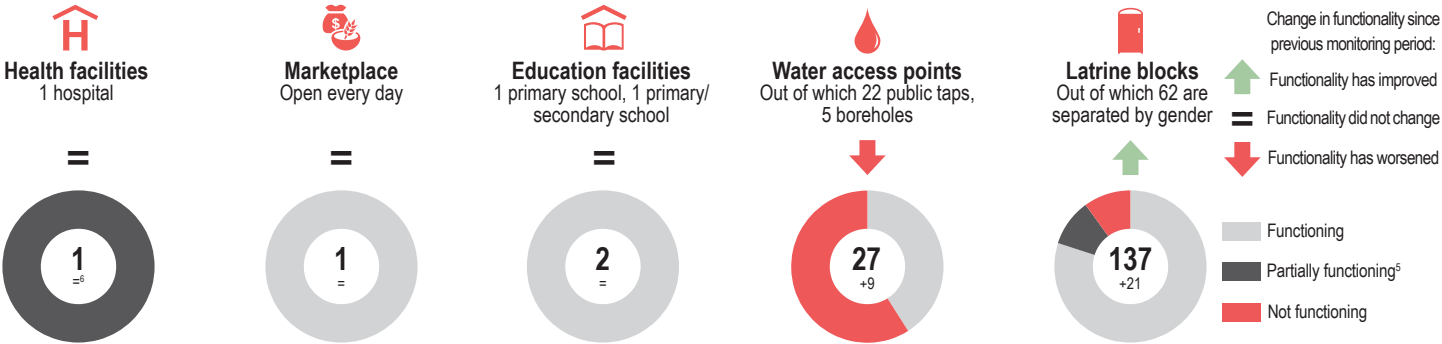 H
Health facilities
1 hospital
=
1
=6
$
Marketplace
Open every day
=
1
=
Education facilities
1 primary school, 1 primary/
secondary school
=
2
=
Water access points
Out of which 22 public taps,
5 boreholes
27
+9
Latrine blocks
Out of which 62 are
separated by gender
137
+21
Change in functionality since
previous monitoring period:
Functionality has improved
= Functionality did not change
Functionality has worsened
Functioning
Partially functioning5
Not functioning